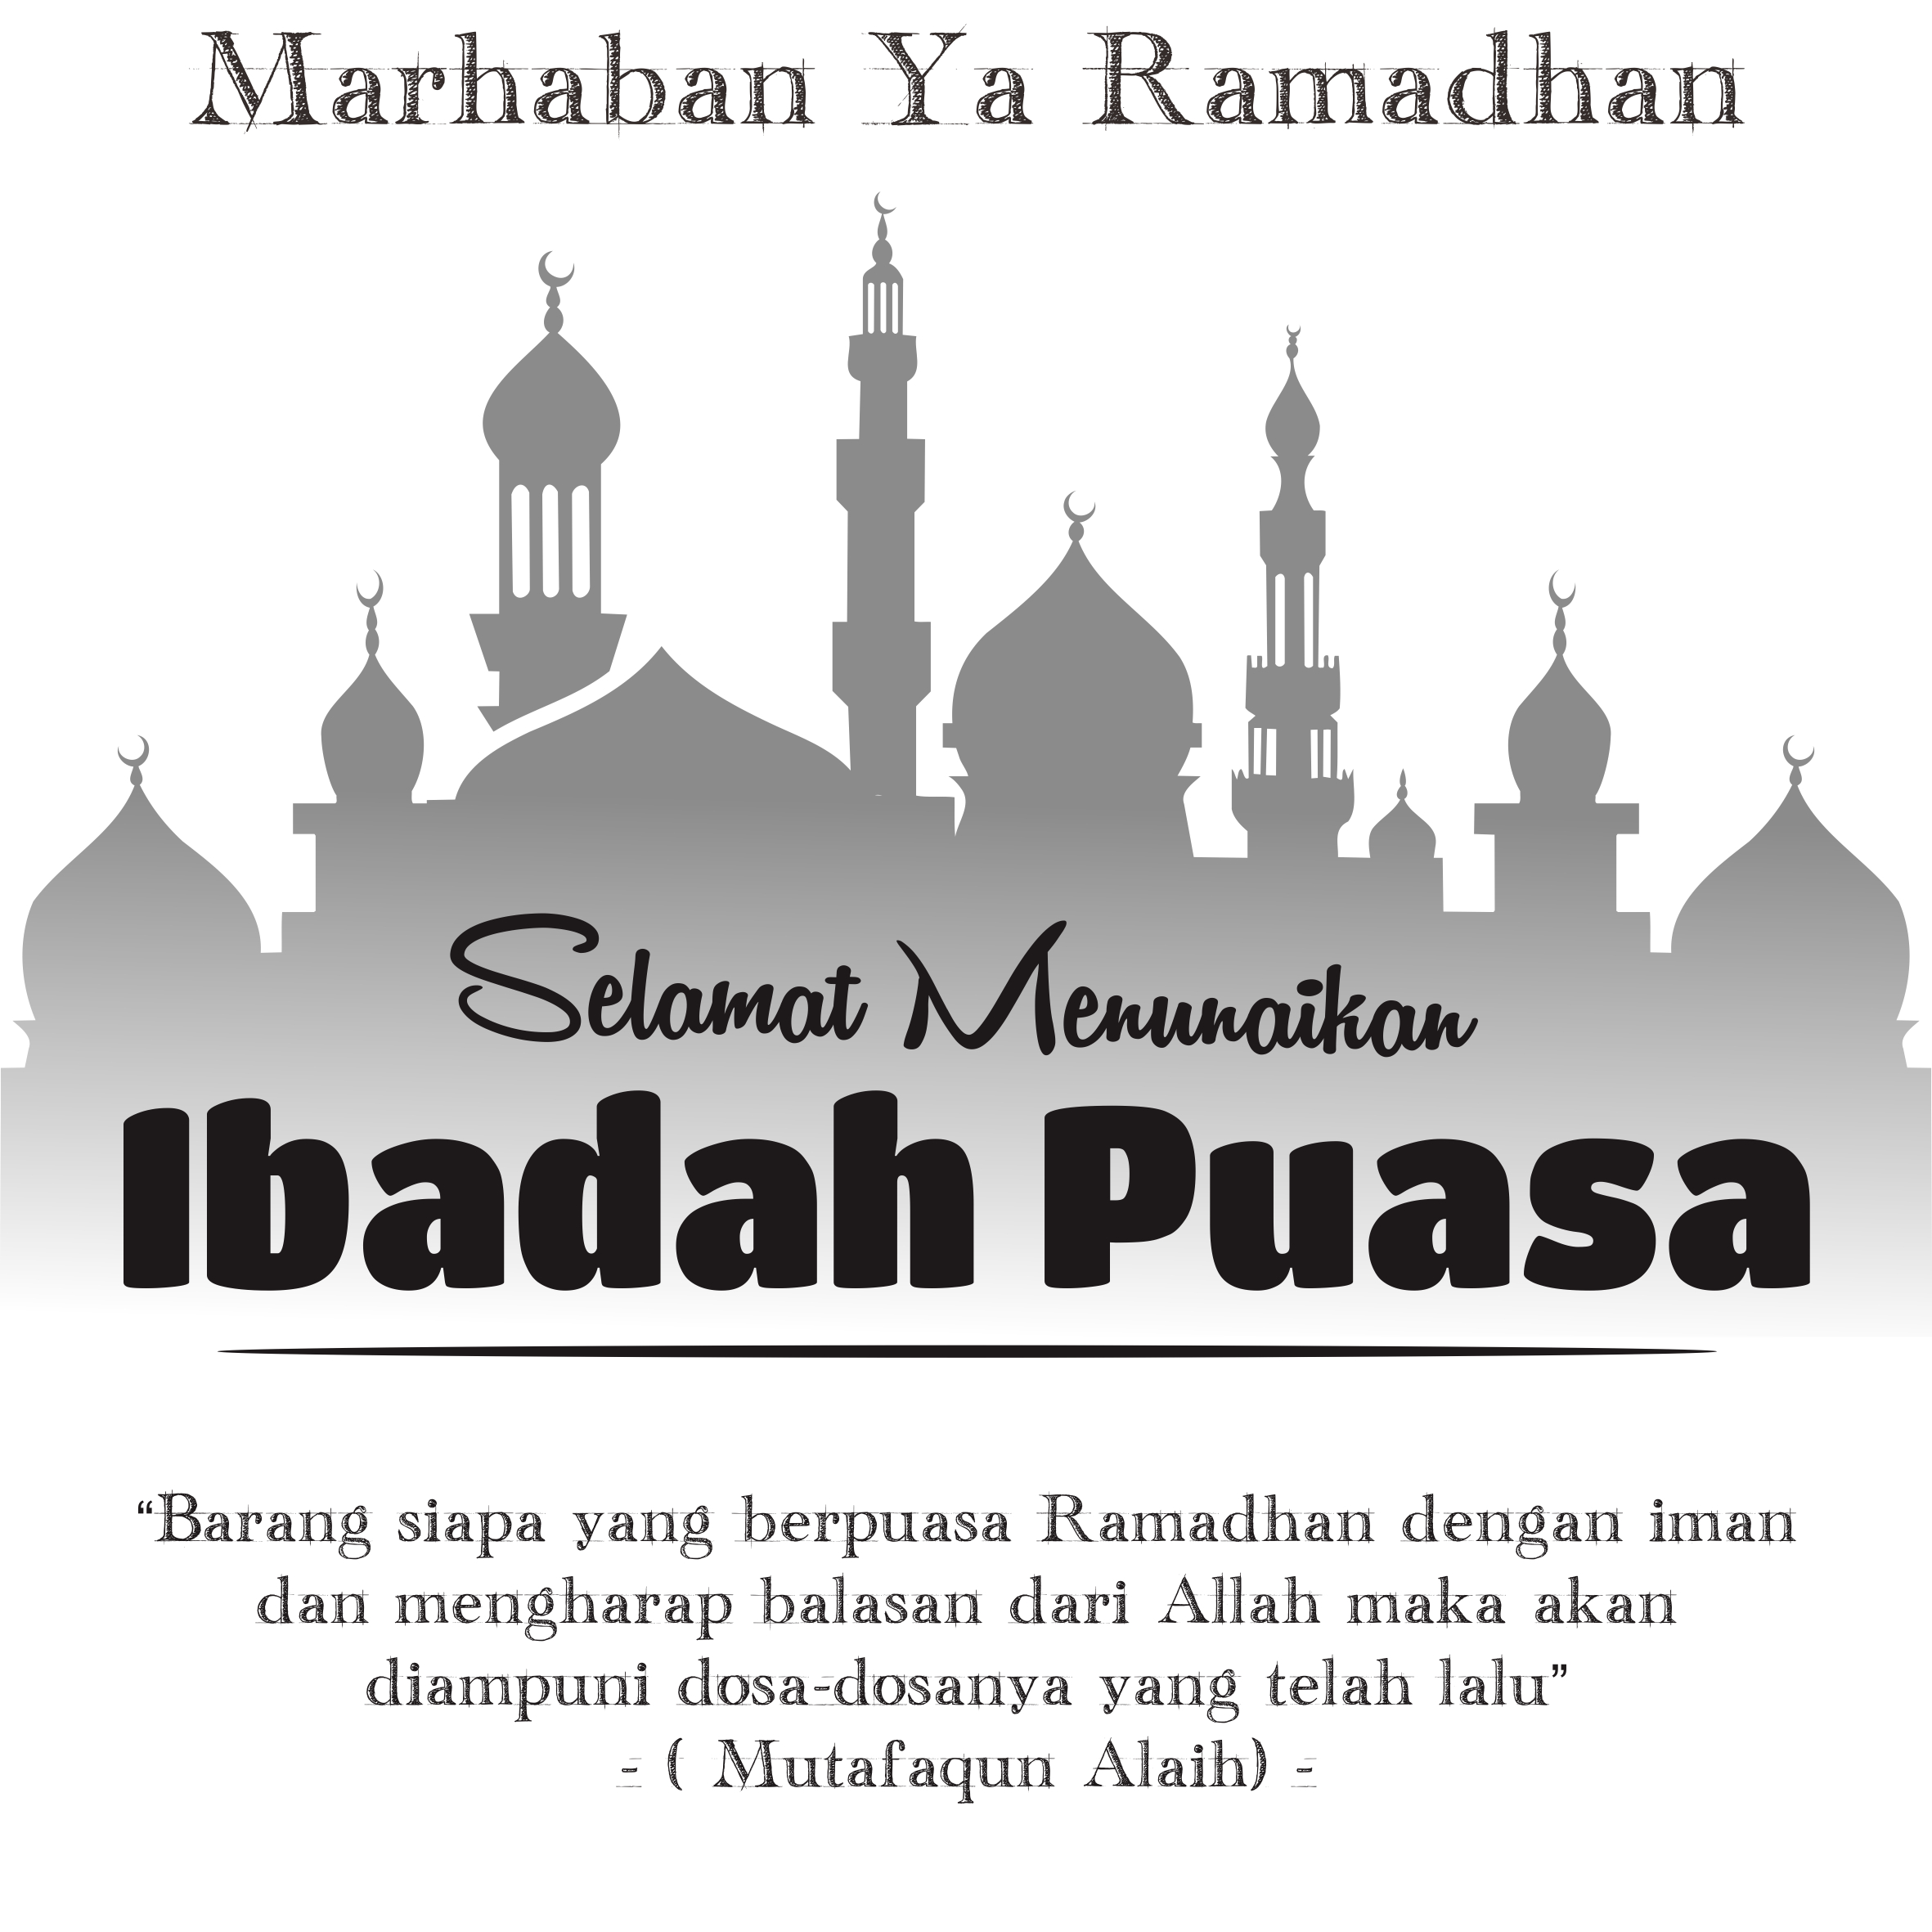 Marhaban Ya Ramadhan
Selamat Menunaikan
Ibadah Puasa
“Barang siapa yang berpuasa Ramadhan dengan iman
dan mengharap balasan dari Allah maka akan
diampuni dosa-dosanya yang telah lalu”
- ( Mutafaqun Alaih) -